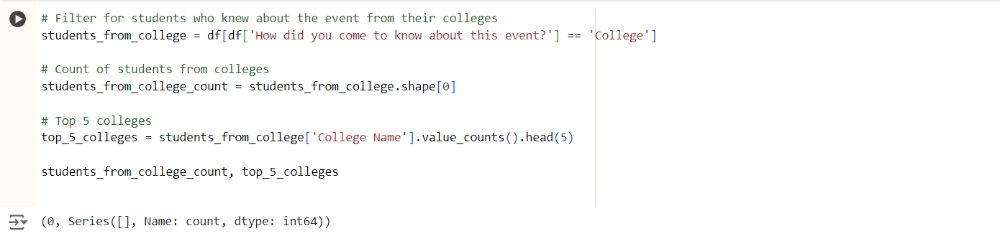 # Filter for students who knew about the event from their colleges
students_from_college = df[df['How did you come to know about this event?'] == 'College']
# Count of students from colleges
students_from_college_count = students_from_college.shape[0]
# Top 5 colleges
top_5_colleges = students_from_college['College Name'].value_counts().head(5)
students_from_college_count, top_5_colleges
(0, Series([], Name: count, dtype: int64))